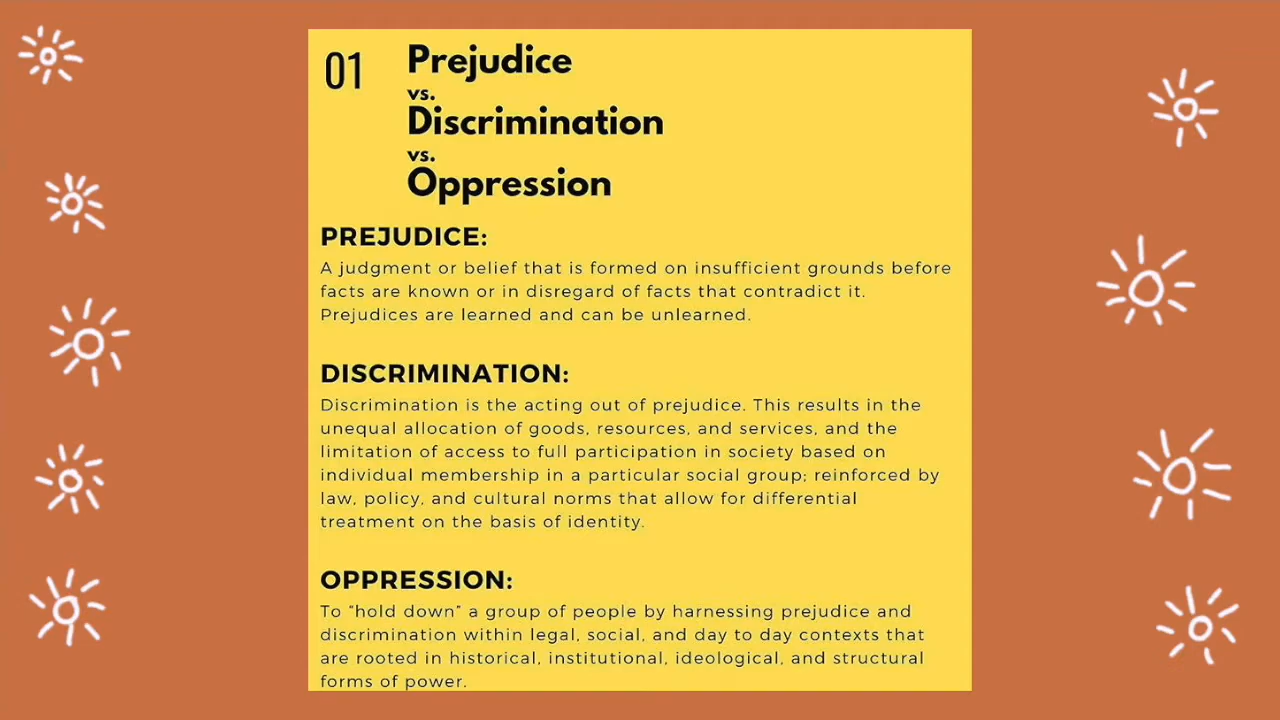 01
Prejudice
vs.
Discrimination
vs.
Oppression
PREJUDICE:
A judgment or belief that is formed on insufficient grounds before
facts are known or in disregard of facts that contradict it.
Prejudices are learned and can be unlearned.
DISCRIMINATION:
Discrimination is the acting out of prejudice. This results in the
unequal allocation of goods, resources, and services, and the
limitation of access to full participation in society based on
individual membership in a particular social group; reinforced by
law, policy, and cultural norms that allow for differential
treatment on the basis of identity.
OPPRESSION:
To “hold down” a group of people by harnessing prejudice and
discrimination within legal, social, and day to day contexts that
are rooted in historical, institutional, ideological, and structural
forms of power.